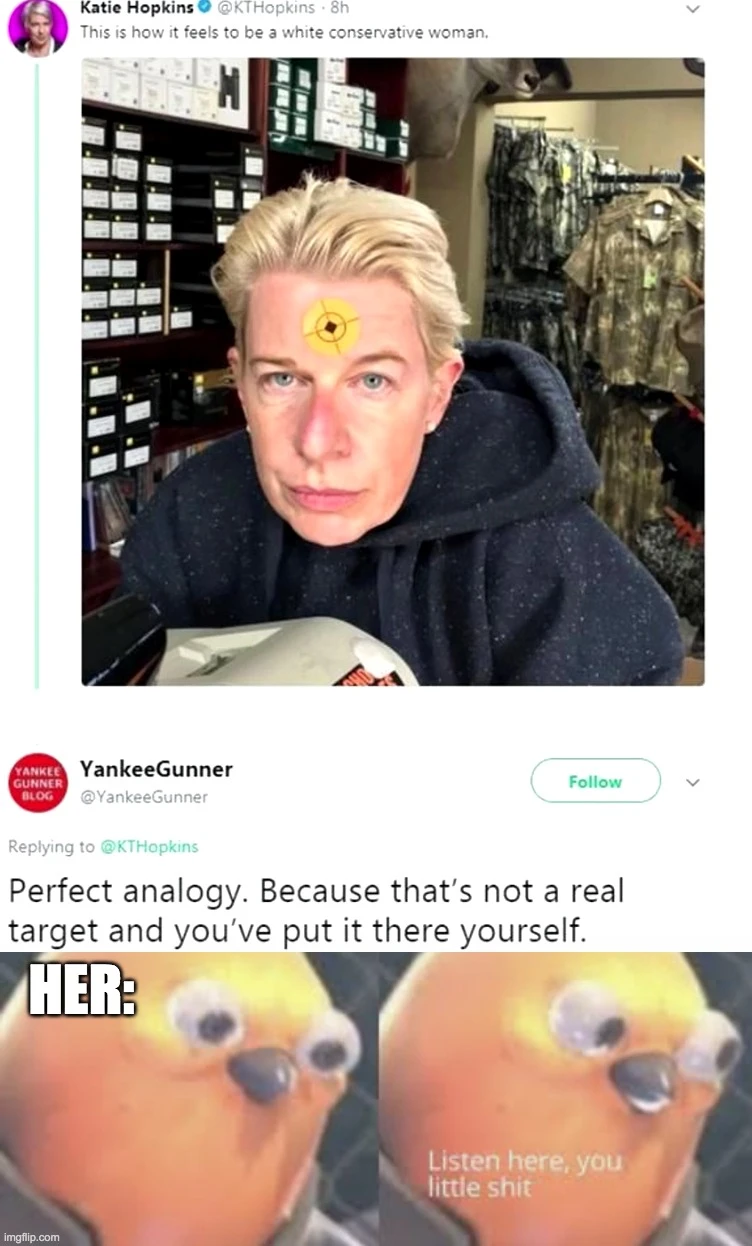 Katie Hopkins @KTHopkins · 8h
This is how it feels to be a white conservative woman.
H
YANKEE
GUNNER
BLOG
YankeeGunner
@YankeeGunner
Follow
Replying to @KTHopkins
Perfect analogy. Because that's not a real
target and you've put it there yourself.
HER:
Listen here, you
little shit
imgflip.com